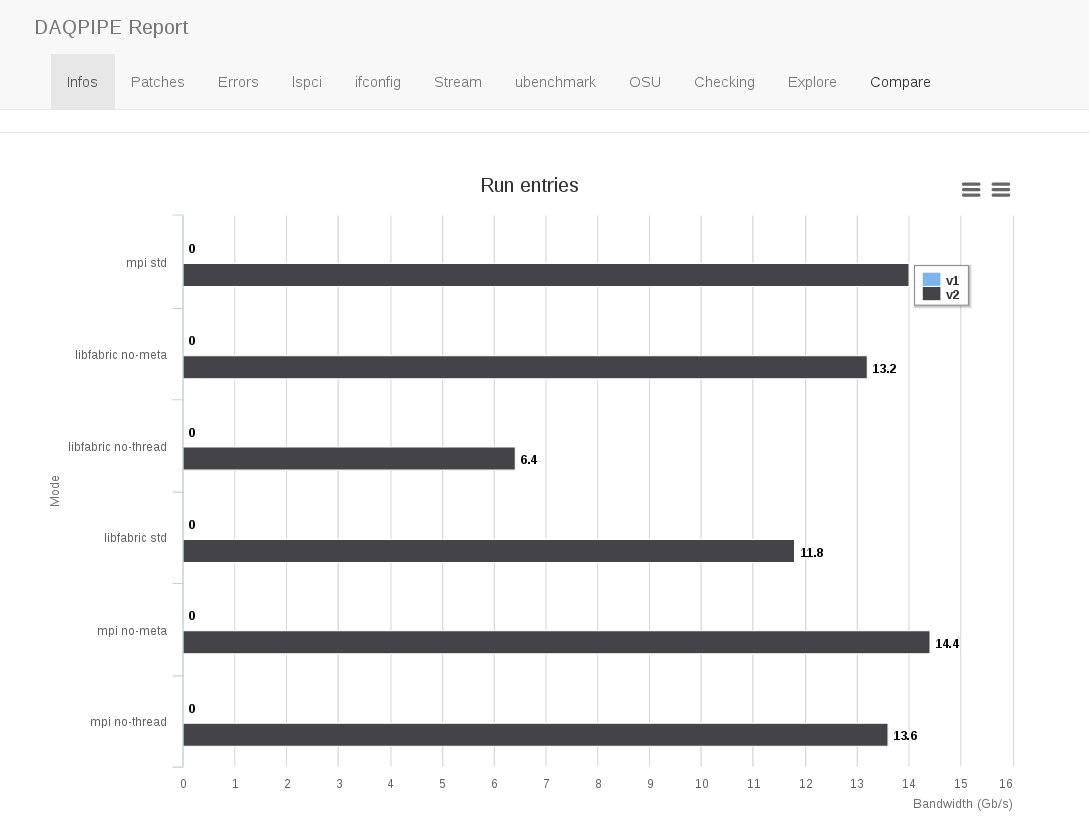 DAQPIPE Report
Infos Patches Errors lspci ifconfig Stream ubenchmark OSU Checking Explore Compare
Run entries
mpi std
0
v1
v2
libfabric no-meta
0
13.2
libfabric no-thread
0
6.4
Mode
libfabric std
0
11.8
mpi no-meta
0
14.4
mpi no-thread
0
13.6
0 1 2 3 4 5 6 7 8 9 10 11 12 13 14 15 16
Bandwidth (Gb/s)